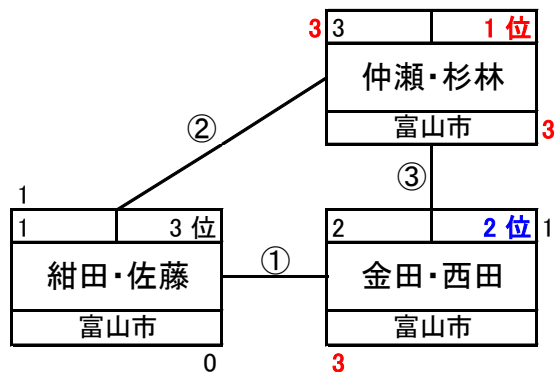 3 3 1 位
仲瀬・杉林
富山市 3
②
③
1
1 3 位
紺田・佐藤
富山市
0
①
2 2 位 1
金田・西田
富山市
3